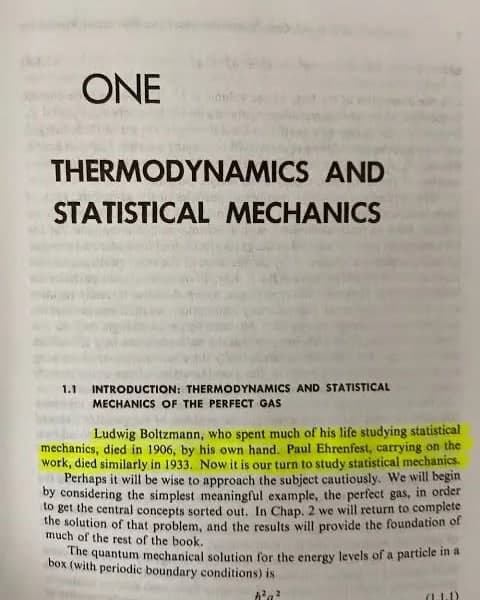 ONE
THERMODYNAMICS AND
STATISTICAL MECHANICS
1.1 INTRODUCTION: THERMODYNAMICS AND STATISTICAL
MECHANICS OF THE PERFECT GAS
Ludwig Boltzmann, who spent much of his life studying statistical
mechanics, died in 1906, by his own hand. Paul Ehrenfest, carrying on the
work, died similarly in 1933. Now it is our turn to study statistical mechanics.
Perhaps it will be wise to approach the subject cautiously. We will begin
by considering the simplest meaningful example, the perfect gas, in order
to get the central concepts sorted out. In Chap. 2 we will return to complete
the solution of that problem, and the results will provide the foundation of
much of the rest of the book.
The quantum mechanical solution for the energy levels of a particle in a
box (with periodic boundary conditions) is
(1.1.1)